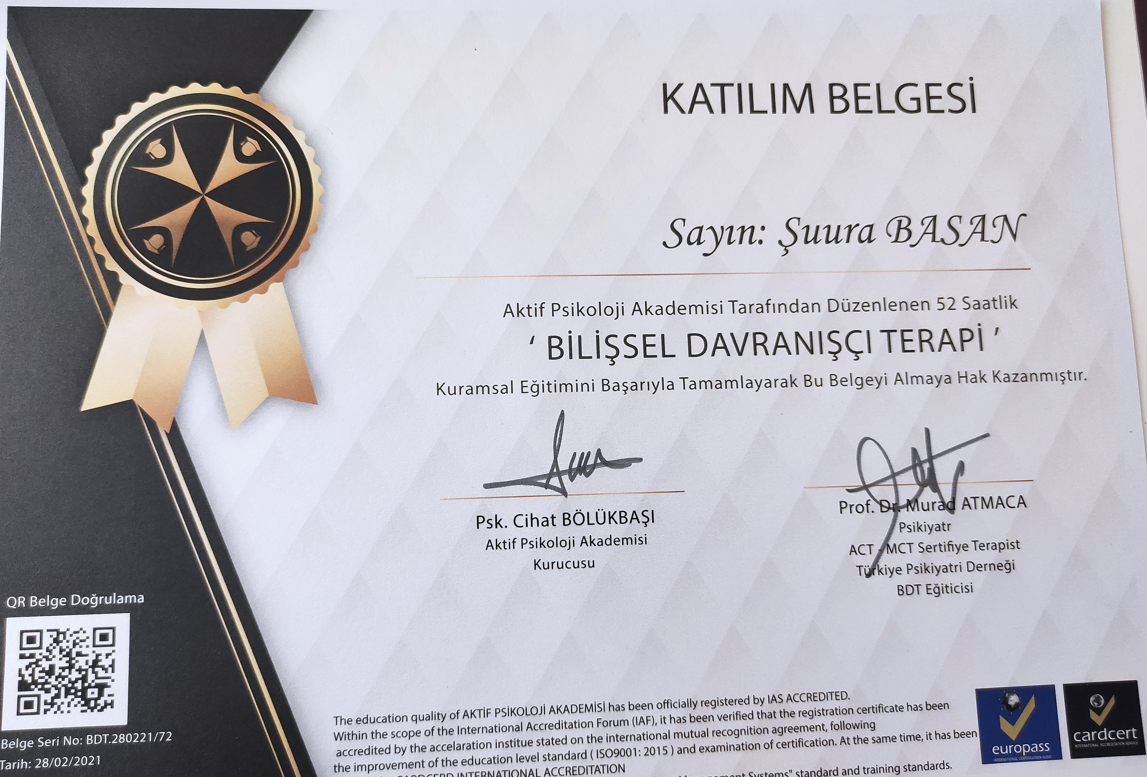 KATILIM BELGESİ
Sayın: Şuura BASAN
Aktif Psikoloji Akademisi Tarafından Düzenlenen 52 Saatlik
‘ BİLİŞSEL DAVRANIŞÇI TERAPİ ’
Kuramsal Eğitimini Başarıyla Tamamlayarak Bu Belgeyi Almaya Hak Kazanmıştır.
Psk. Cihat BÖLÜKBAŞI
Aktif Psikoloji Akademisi
Kurucusu
Prof. Dr. Murad ATMACA
Psikiyatr
ACT - MCT Sertifiye Terapist
Türkiye Psikiyatri Derneği
BDT Eğiticisi
QR Belge Doğrulama
Belge Seri No: BDT.280221/72
Tarih: 28/02/2021
The education quality of AKTİF PSİKOLOJİ AKADEMİSİ has been officially registered by IAS ACCREDITED.
Within the scope of the International Accreditation Forum (IAF), it has been verified that the registration certificate has been
accredited by the accelaration institue stated on the international mutual recognition agreement, following
the improvement of the education level standard ( ISO9001: 2015 ) and examination of certification. At the same time, it has been
INTERNATIONAL ACCREDITATION
Systems" standard and training standards.
europass
cardcert